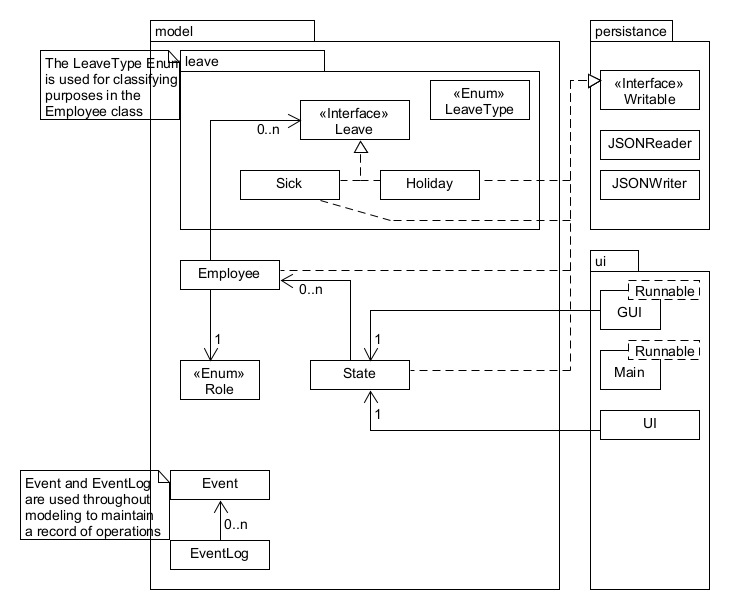 model
persistance
The LeaveType Enum
is used for classifying
purposes in the
Employee class
leave
«Enum»
LeaveType
«Interface»
Leave
0..n
Sick
Holiday
«Interface»
Writable
JSONReader
JSONWriter
Employee
0..n
1
«Enum»
Role
State
1
1
ui
Runnable
GUI
Runnable
Main
UI
Event and EventLog
are used throughout
modeling to maintain
a record of operations
Event
0..n
EventLog